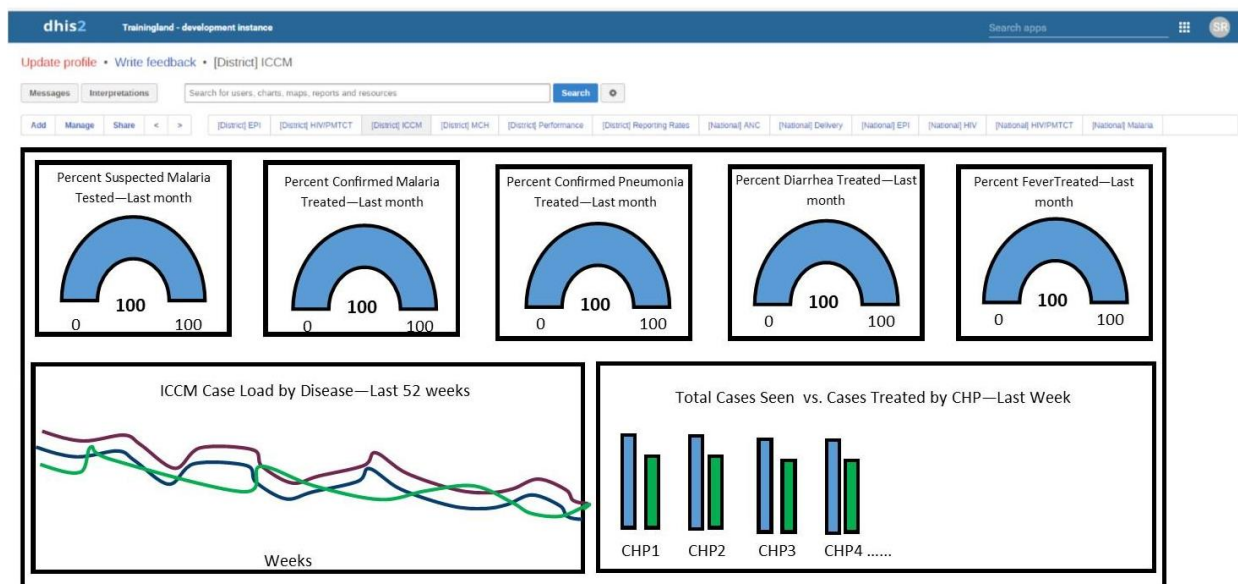 dhis2 Trainingland - development instance Search apps SR
Update profile • Write feedback • [District] ICCM
Messages Interpretations Search for users, charts, maps, reports and resources Search
Add Manage Share < > [District] EPI [District] HIV/PMTCT [District] ICCM [District] MCH [District] Performance [District] Reporting Rates [National] ANC [National] Delivery [National] EPI [National] HIV [National] HIV/PMTCT [National] Malaria
Percent Suspected Malaria
Tested—Last month
100
0 100
Percent Confirmed Malaria
Treated—Last month
100
0 100
Percent Confirmed Pneumonia
Treated—Last month
100
0 100
Percent Diarrhea Treated—Last
month
100
0 100
Percent FeverTreated—Last
month
100
0 100
ICCM Case Load by Disease—Last 52 weeks
Weeks
Total Cases Seen vs. Cases Treated by CHP—Last Week
CHP1 CHP2 CHP3 CHP4 ......